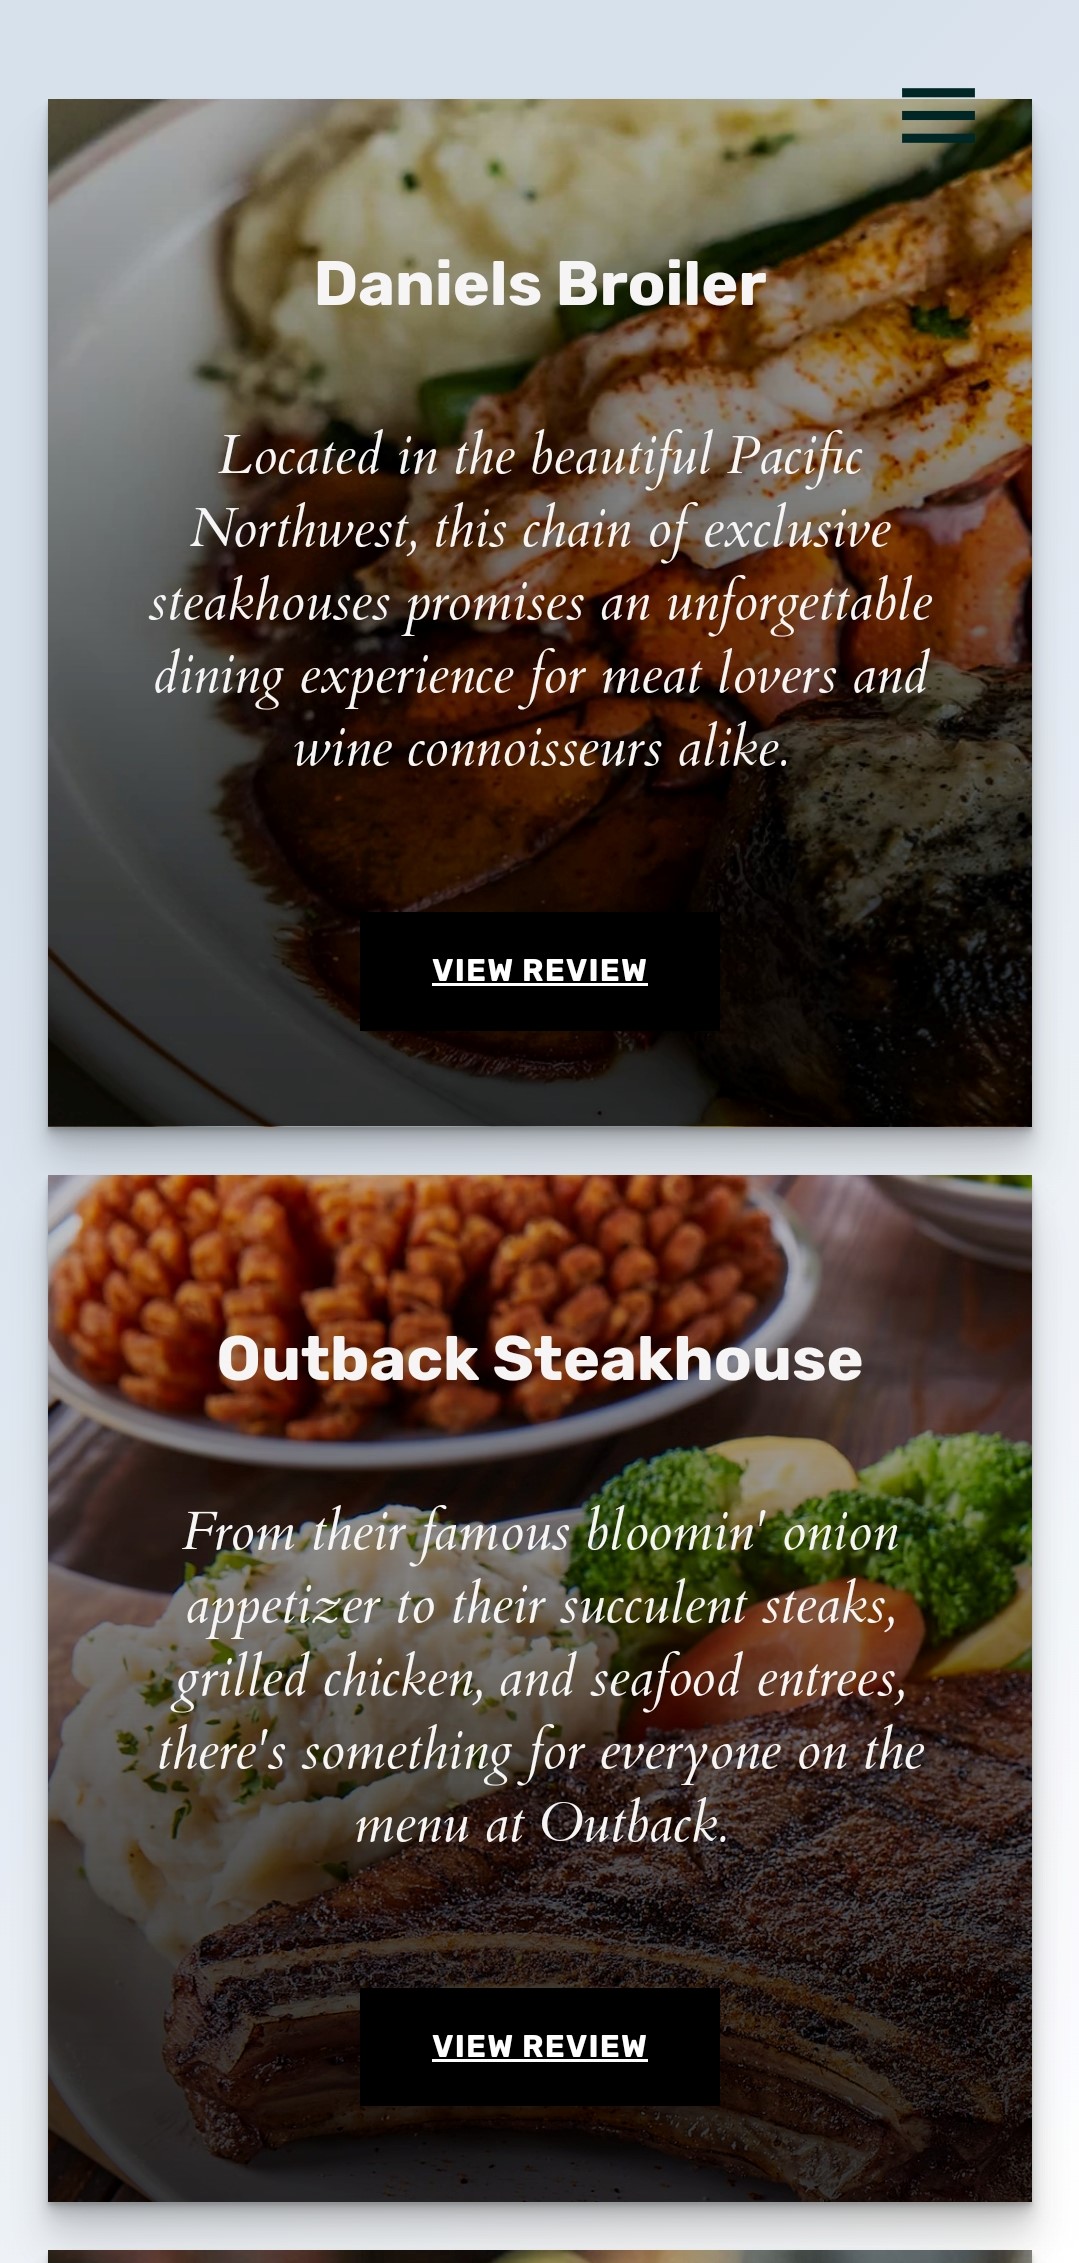 Daniels Broiler
Located in the beautiful Pacific
Northwest, this chain of exclusive
steakhouses promises an unforgettable
dining experience for meat lovers and
wine connoisseurs alike.
VIEW REVIEW
Outback Steakhouse
From their famous bloomin' onion
appetizer to their succulent steaks,
grilled chicken, and seafood entrees,
there's something for everyone on the
menu at Outback.
VIEW REVIEW